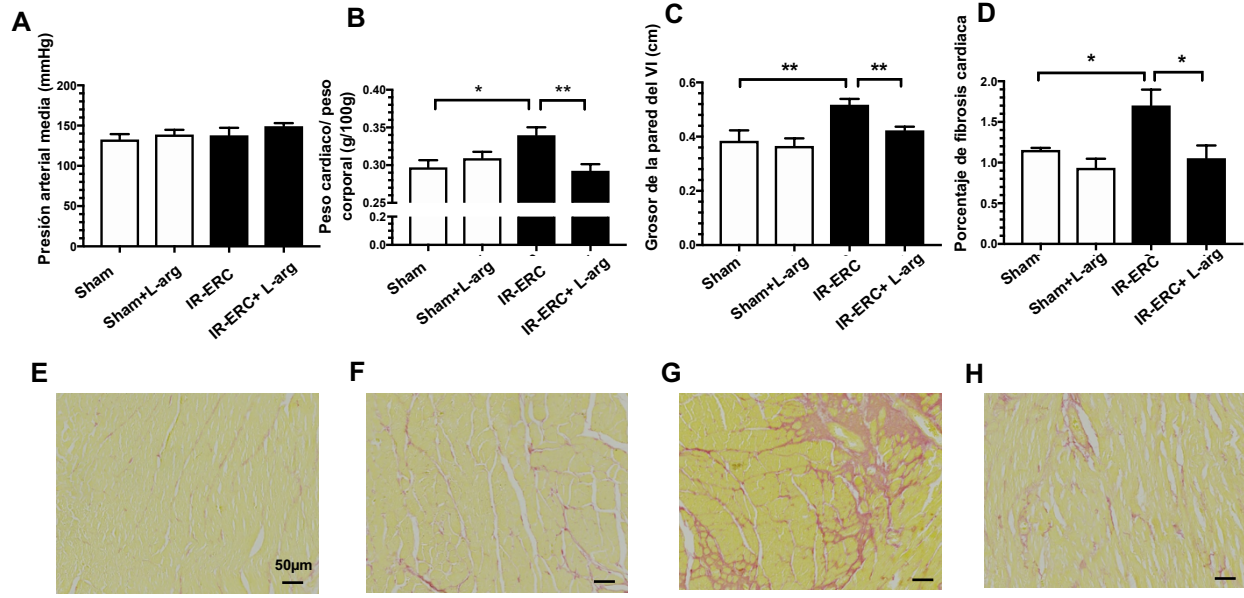 A
Presión arterial media (mmHg)
200
150
100
50
0
Sham
Sham+L-arg
IR-ERC
IR-ERC+ L-arg
B
Peso cardiaco/ peso
corporal (g/100g)
0.40
0.35
0.30
0.25
0.2
0.0
*
**
Sham
Sham+L-arg
IR-ERC
IR-ERC+ L-arg
C
Grosor de la pared del VI (cm)
0.6
0.4
0.2
0.0
**
**
Sham
Sham+L-arg
IR-ERC
IR-ERC+ L-arg
D
Porcentaje de fibrosis cardiaca
2.0
1.5
1.0
0.5
0.0
*
*
Sham
Sham+L-arg
IR-ERC
IR-ERC+ L-arg
E
50µm
F
G
H